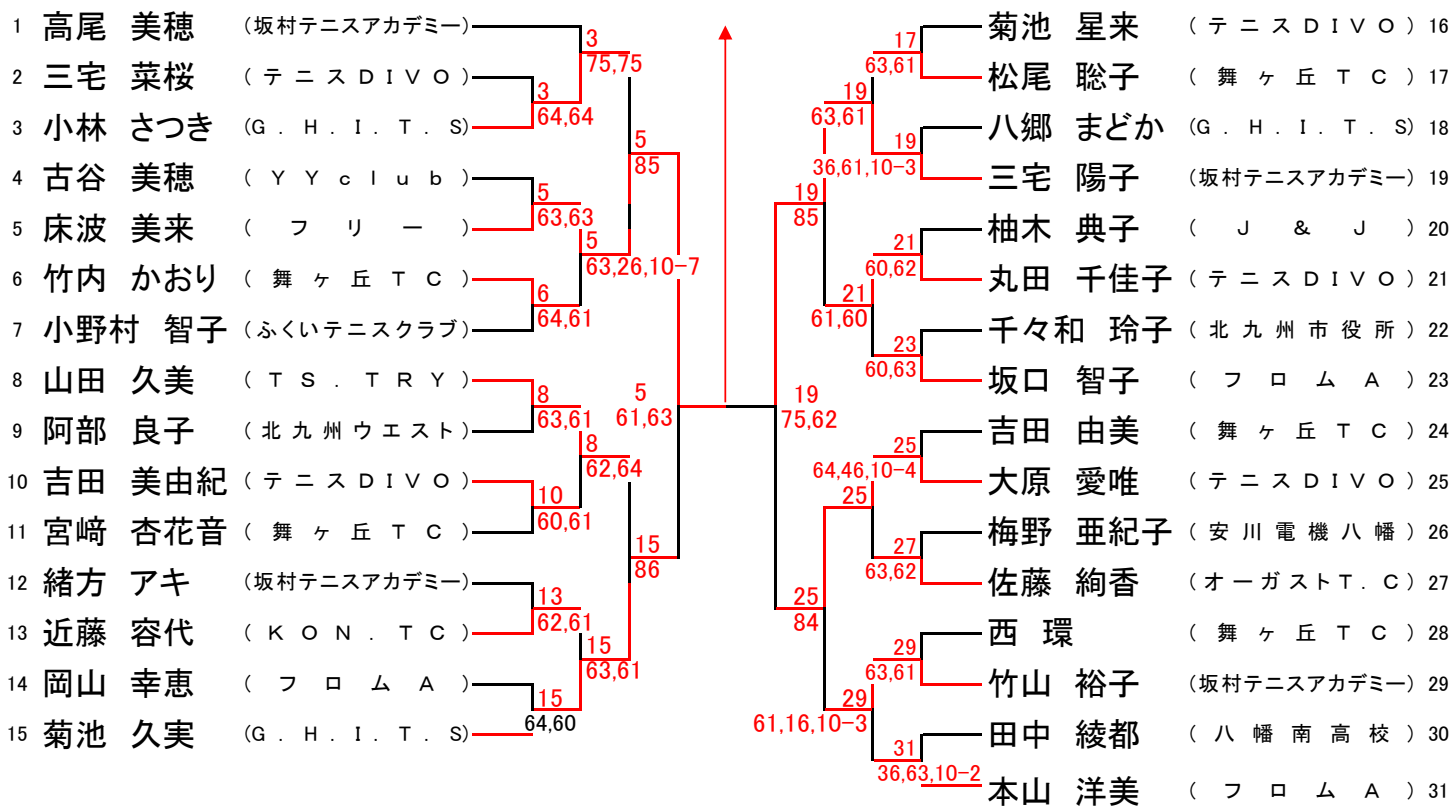 1 高尾 美穂 (坂村テニスアカデミー)
2 三宅 菜桜 (テニスDIVO)
3 小林 さつき (G.H.I.T.S)
4 古谷 美穂 (YYclub)
5 床波 美来 (フリー)
6 竹内 かおり (舞ヶ丘TC)
7 小野村 智子 (ふくいテニスクラブ)
8 山田 久美 (TS.TRY)
9 阿部 良子 (北九州ウエスト)
10 吉田 美由紀 (テニスDIVO)
11 宮﨑 杏花音 (舞ヶ丘TC)
12 緒方 アキ (坂村テニスアカデミー)
13 近藤 容代 (KON.TC)
14 岡山 幸恵 (フロムA)
15 菊池 久実 (G.H.I.T.S)
3
64,64
5
63,63
6
64,61
8
63,61
10
60,61
13
62,61
15
64,60
3
75,75
5
63,26,10-7
8
62,64
15
63,61
5
85
15
86
5
61,63
19
75,62
19
85
25
84
19
63,61
21
61,60
25
29
61,16,10-3
17
63,61
19
36,61,10-3
21
60,62
23
60,63
25
64,46,10-4
27
63,62
29
63,61
31
36,63,10-2
菊池 星来 (テニスDIVO) 16
松尾 聡子 (舞ヶ丘TC) 17
八郷 まどか (G.H.I.T.S) 18
三宅 陽子 (坂村テニスアカデミー) 19
柚木 典子 (J&J) 20
丸田 千佳子 (テニスDIVO) 21
千々和 玲子 (北九州市役所) 22
坂口 智子 (フロムA) 23
吉田 由美 (舞ヶ丘TC) 24
大原 愛唯 (テニスDIVO) 25
梅野 亜紀子 (安川電機八幡) 26
佐藤 絢香 (オーガストT.C) 27
西 環 (舞ヶ丘TC) 28
竹山 裕子 (坂村テニスアカデミー) 29
田中 綾都 (八幡南高校) 30
本山 洋美 (フロムA) 31